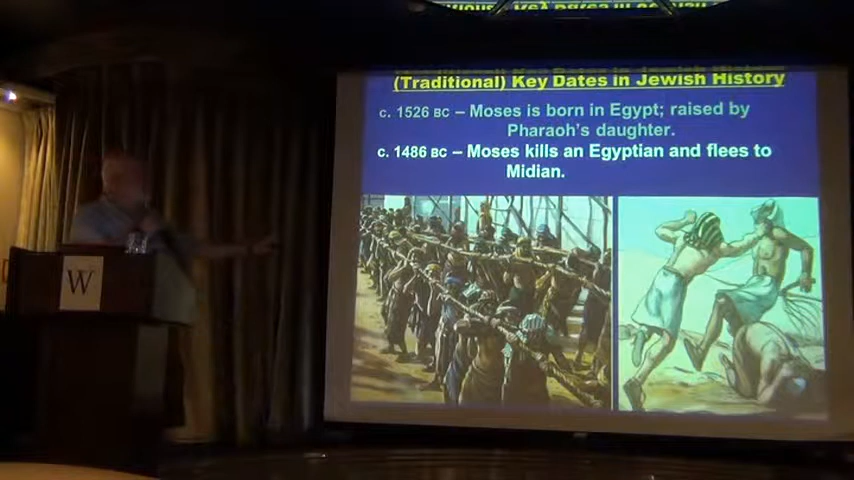 (Traditional) Key Dates in Jewish History
c. 1526 BC – Moses is born in Egypt; raised by
Pharaoh's daughter.
c. 1486 BC – Moses kills an Egyptian and flees to
Midian.
W